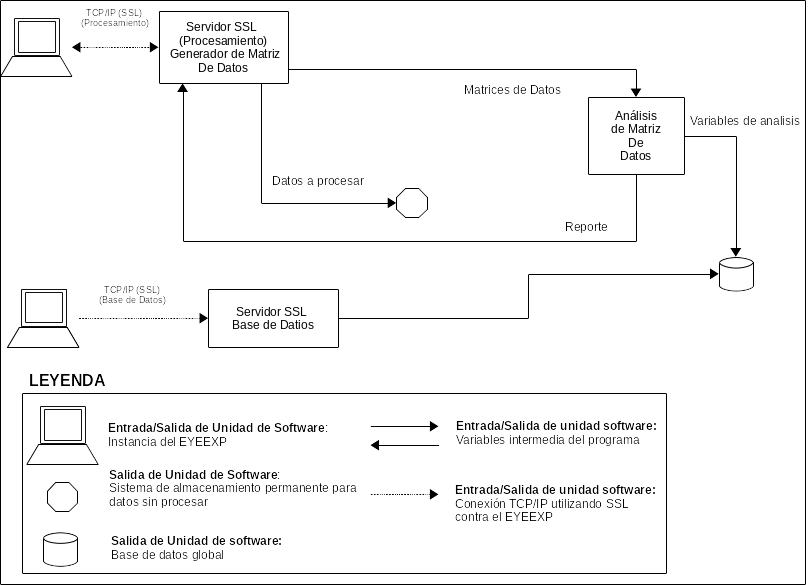 TCP/IP (SSL)
(Procesamiento)
Servidor SSL
(Procesamiento)
Generador de Matriz
De Datos
Matrices de Datos
Análisis
de Matriz
De
Datos
Variables de analisis
Datos a procesar
Reporte
TCP/IP (SSL)
(Base de Datos)
Servidor SSL
Base de Datios
LEYENDA
Entrada/Salida de Unidad de Software:
Instancia del EYEEXP
Entrada/Salida de unidad software:
Variables intermedia del programa
Salida de Unidad de Software:
Sistema de almacenamiento permanente para
datos sin procesar
Entrada/Salida de unidad software:
Conexión TCP/IP utilizando SSL
contra el EYEEXP
Salida de Unidad de software:
Base de datos global